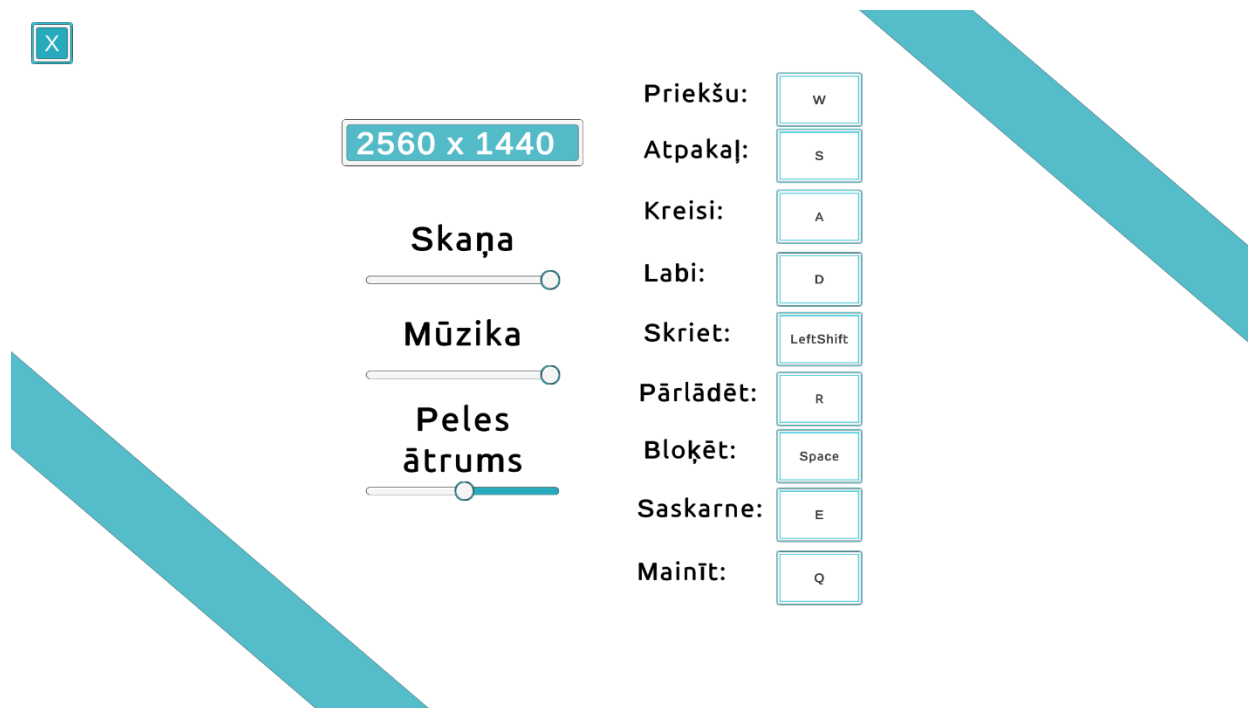 X
2560 x 1440
Skaņa
Mūzika
Peles
ātrums
Priekšu: W
Atpakaļ: S
Kreisi: A
Labi: D
Skriet: LeftShift
Pārlādēt: R
Bloķēt: Space
Saskarne: E
Mainīt: Q